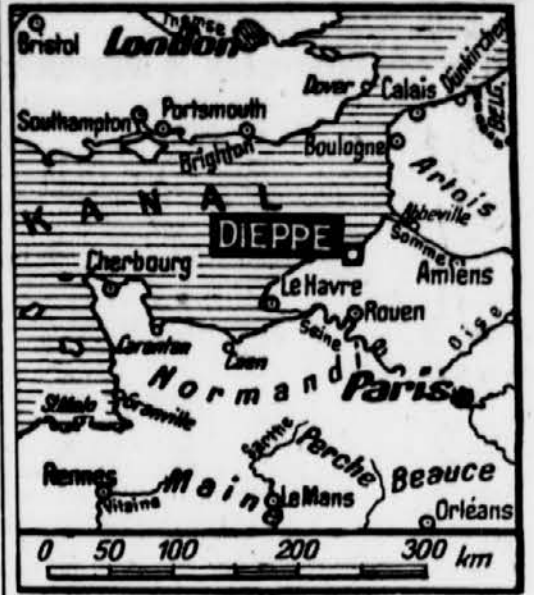 Themse
Bristol London
Dover Calais Dünkirchen
BELG.
Southampton Portsmouth
Brighton Boulogne
Artois
KANAL
Abbeville
DIEPPE
Somme
Cherbourg Amiens
Le Havre
Rouen
Seine Oise
Carentan
Caen
Normandie
Paris
St.Malo
Granville
Sarthe
Perche
Rennes Beauce
Maine
Vilaine Le Mans
Orléans
0 50 100 200 300 km